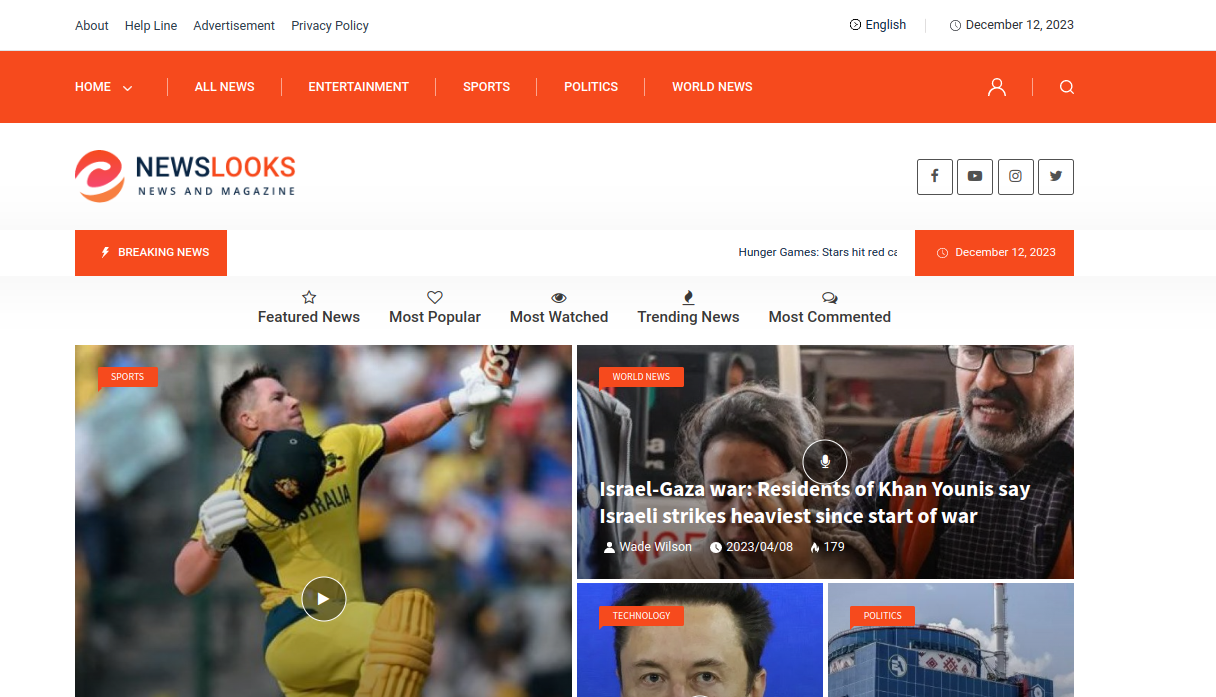 About Help Line Advertisement Privacy Policy English December 12, 2023
HOME ALL NEWS ENTERTAINMENT SPORTS POLITICS WORLD NEWS
NEWSLOOKS
NEWS AND MAGAZINE
BREAKING NEWS Hunger Games: Stars hit red ca December 12, 2023
Featured News Most Popular Most Watched Trending News Most Commented
SPORTS
AUSTRALIA
WORLD NEWS
Israel-Gaza war: Residents of Khan Younis say
Israeli strikes heaviest since start of war
Wade Wilson 2023/04/08 179
TECHNOLOGY
POLITICS